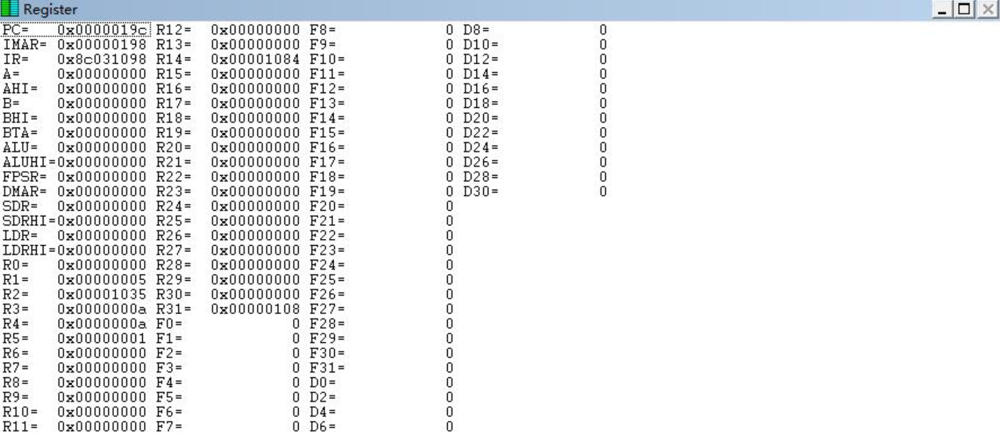 Register
PC= 0x0000019c R12= 0x00000000 F8= 0 D8= 0
IMAR= 0x00000198 R13= 0x00000000 F9= 0 D10= 0
IR= 0x8c031098 R14= 0x00001084 F10= 0 D12= 0
A= 0x00000000 R15= 0x00000000 F11= 0 D14= 0
AHI= 0x00000000 R16= 0x00000000 F12= 0 D16= 0
B= 0x00000000 R17= 0x00000000 F13= 0 D18= 0
BHI= 0x00000000 R18= 0x00000000 F14= 0 D20= 0
BTA= 0x00000000 R19= 0x00000000 F15= 0 D22= 0
ALU= 0x00000000 R20= 0x00000000 F16= 0 D24= 0
ALUHI=0x00000000 R21= 0x00000000 F17= 0 D26= 0
FPSR= 0x00000000 R22= 0x00000000 F18= 0 D28= 0
DMAR= 0x00000000 R23= 0x00000000 F19= 0 D30= 0
SDR= 0x00000000 R24= 0x00000000 F20= 0
SDRHI=0x00000000 R25= 0x00000000 F21= 0
LDR= 0x00000000 R26= 0x00000000 F22= 0
LDRHI=0x00000000 R27= 0x00000000 F23= 0
R0= 0x00000000 R28= 0x00000000 F24= 0
R1= 0x00000005 R29= 0x00000000 F25= 0
R2= 0x00001035 R30= 0x00000000 F26= 0
R3= 0x0000000a R31= 0x00000108 F27= 0
R4= 0x0000000a F0= 0 F28= 0
R5= 0x00000001 F1= 0 F29= 0
R6= 0x00000000 F2= 0 F30= 0
R7= 0x00000000 F3= 0 F31= 0
R8= 0x00000000 F4= 0 D0= 0
R9= 0x00000000 F5= 0 D2= 0
R10= 0x00000000 F6= 0 D4= 0
R11= 0x00000000 F7= 0 D6= 0